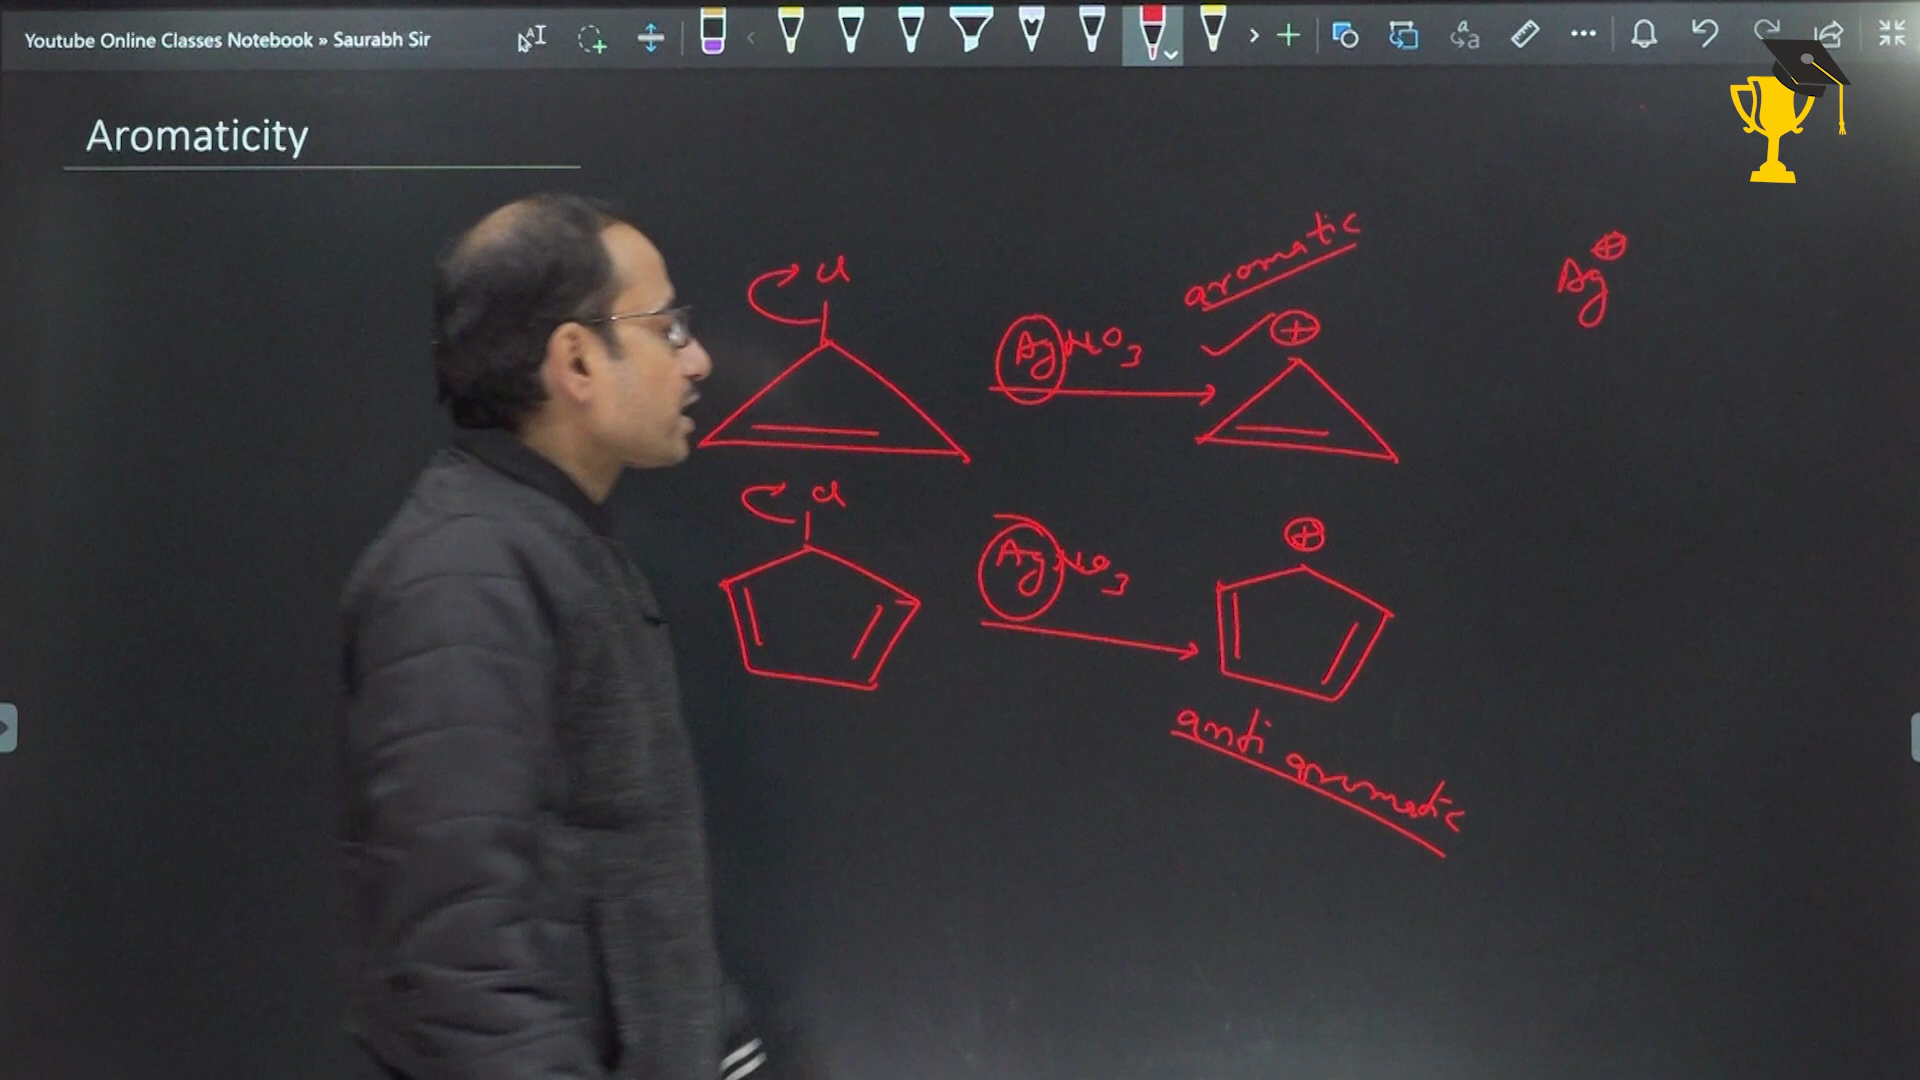 Youtube Online Classes Notebook » Saurabh Sir
Aromaticity
Cl
AgNO3
aromatic
⊕
Ag⊕
Cl
AgNO3
⊕
anti aromatic